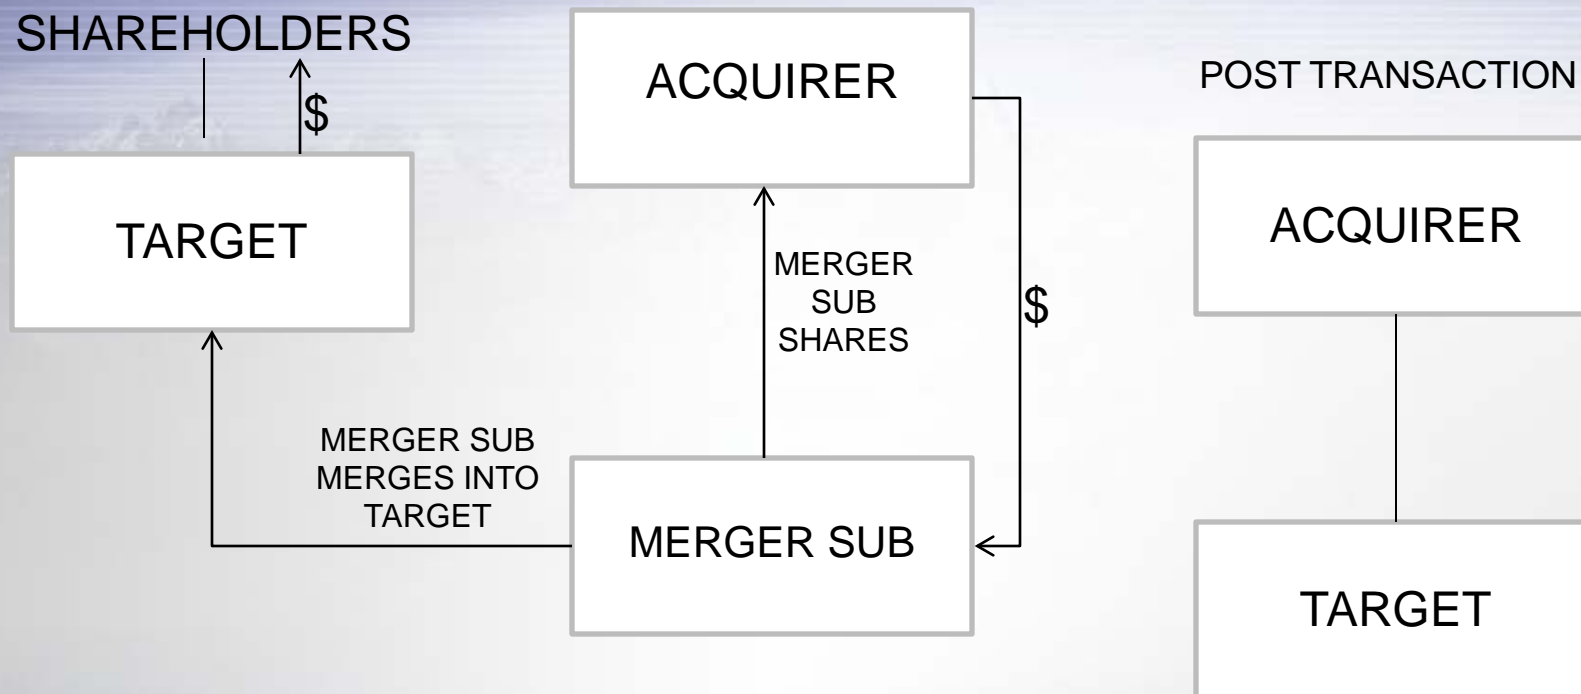 SHAREHOLDERS
$
TARGET
ACQUIRER
MERGER
SUB
SHARES
$
MERGER SUB
MERGES INTO
TARGET
MERGER SUB
POST TRANSACTION
ACQUIRER
TARGET